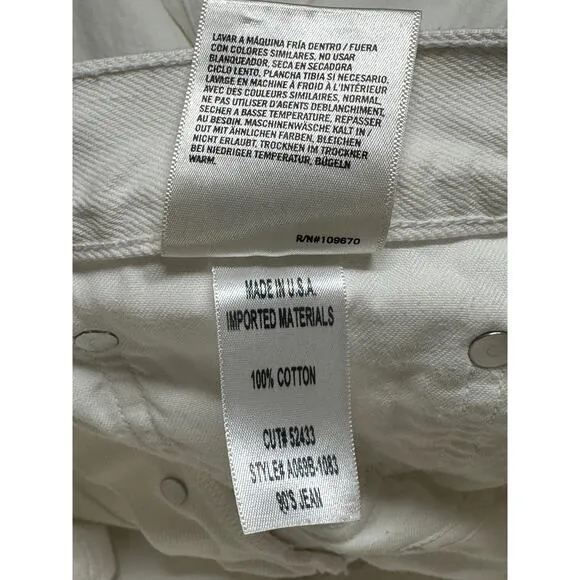 LAVAR A MÁQUINA FRÍA DENTRO / FUERA
CON COLORES SIMILARES, NO USAR
BLANQUEADOR, SECA EN SECADORA
CICLO LENTO, PLANCHA TIBIA SI NECESARIO.
LAVAGE EN MACHINE À FROID À L'INTÉRIEUR
AVEC DES COULEURS SIMILAIRES, NORMAL,
NE PAS UTILISER D'AGENTS DEBLANCHIMENT,
SECHER A BASSE TEMPERATURE, REPASSER
AU BESOIN. MASCHINENWÄSCHE KALT IN /
OUT MIT ÄHNLICHEN FARBEN, BLEICHEN
NICHT ERLAUBT, TROCKNEN IM TROCKNER
BEI NIEDRIGER TEMPERATUR, BÜGELN
WARM.
R/N#109670
MADE IN U.S.A
IMPORTED MATERIALS
100% COTTON
CUT# 52433
STYLE# A069B-1083
90'S JEAN